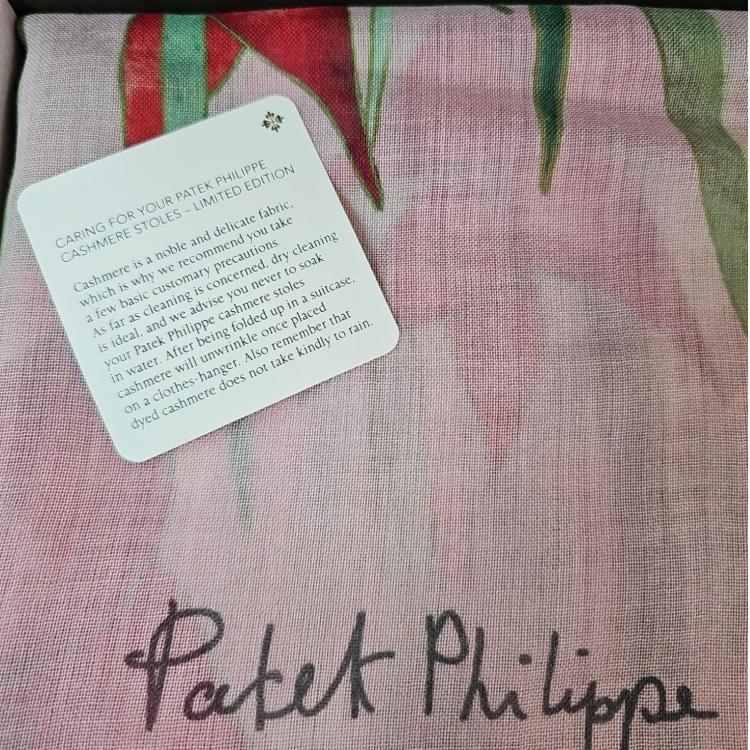 CARING FOR YOUR PATEK PHILIPPE
CASHMERE STOLES – LIMITED EDITION
Cashmere is a noble and delicate fabric,
which is why we recommend you take
a few basic customary precautions.
As far as cleaning is concerned, dry cleaning
is ideal, and we advise you never to soak
your Patek Philippe cashmere stoles
in water. After being folded up in a suitcase,
cashmere will unwrinkle once placed
on a clothes-hanger. Also remember that
dyed cashmere does not take kindly to rain.
Patek Philippe